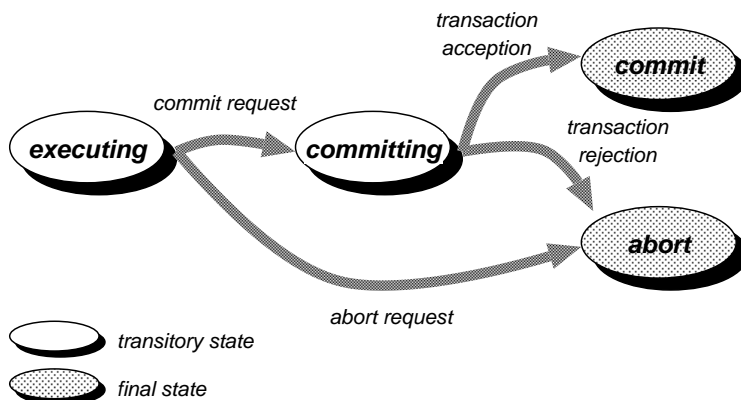 transaction
acception
commit
commit request
executing
committing
transaction
rejection
abort
abort request
transitory state
final state